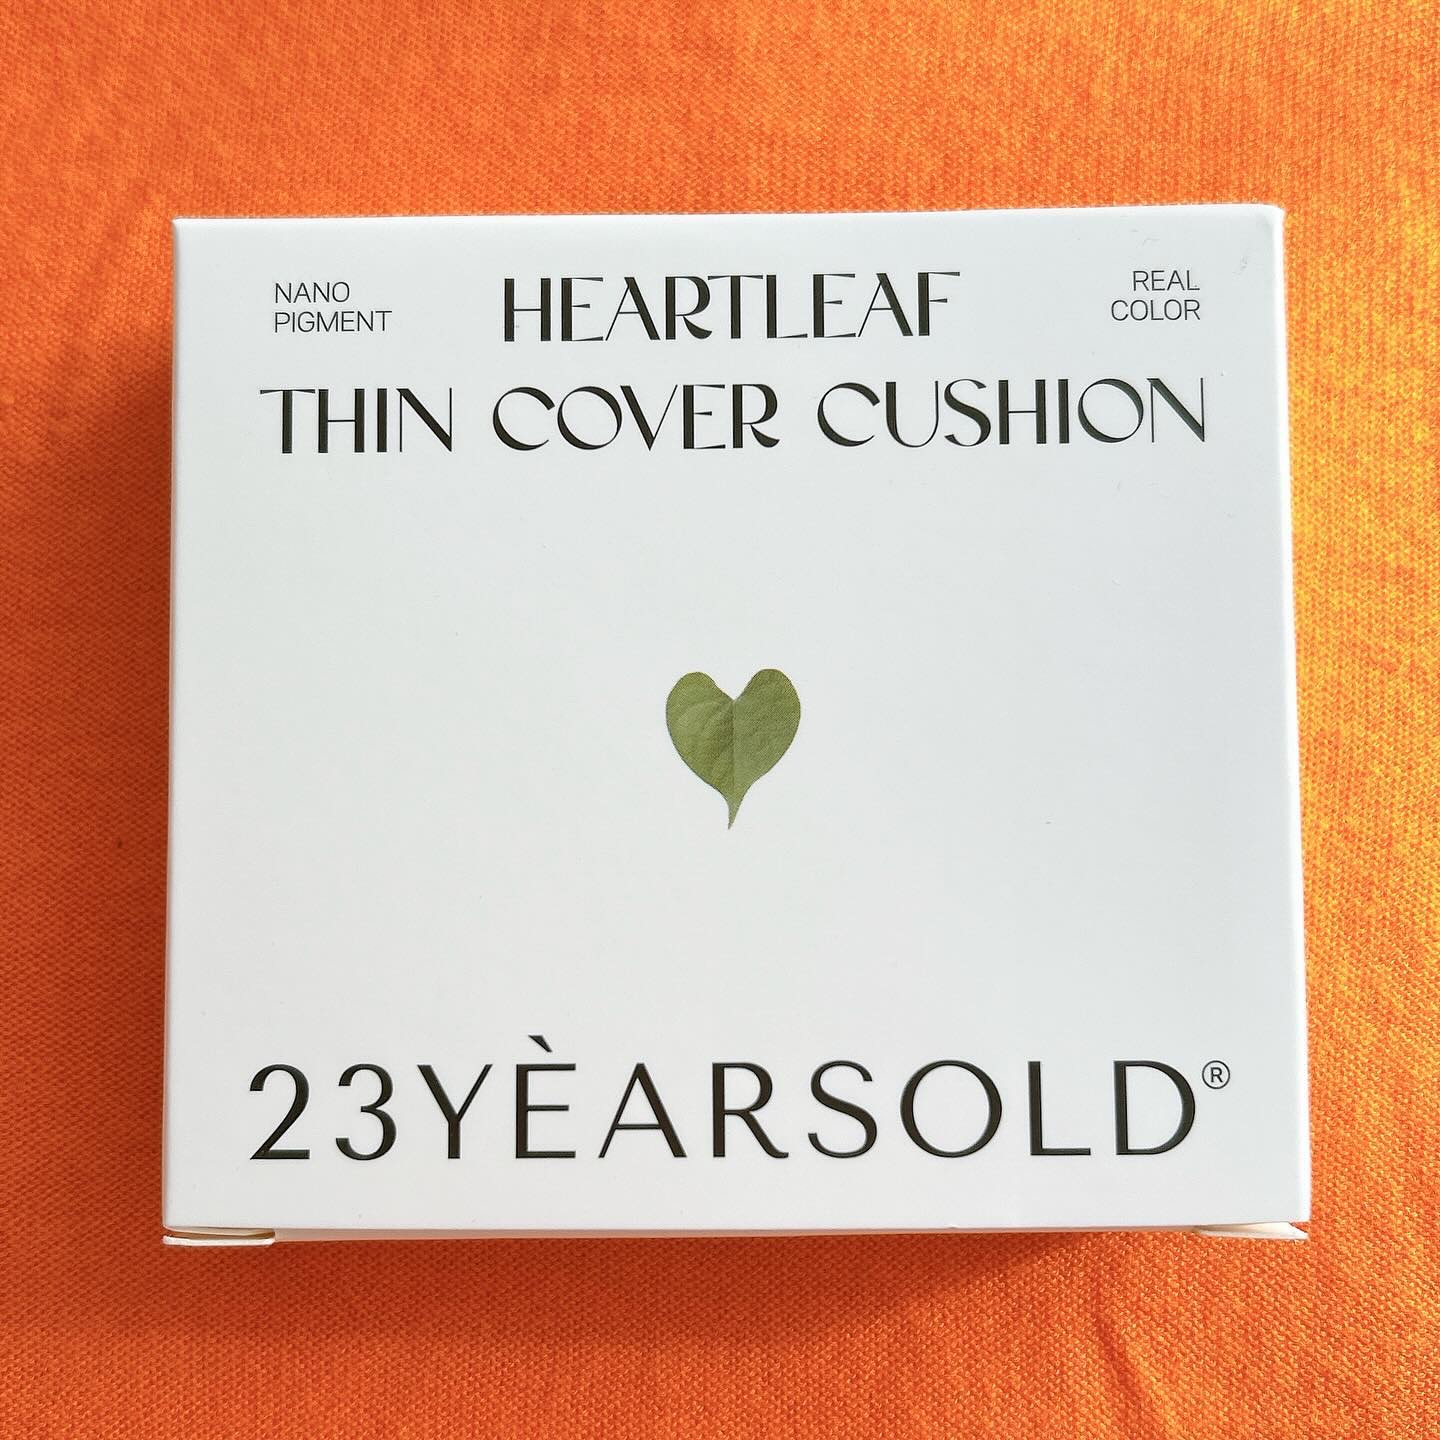 NANO
PIGMENT
HEARTLEAF
REAL
COLOR
THIN COVER CUSHION
23YÈARSOLD®